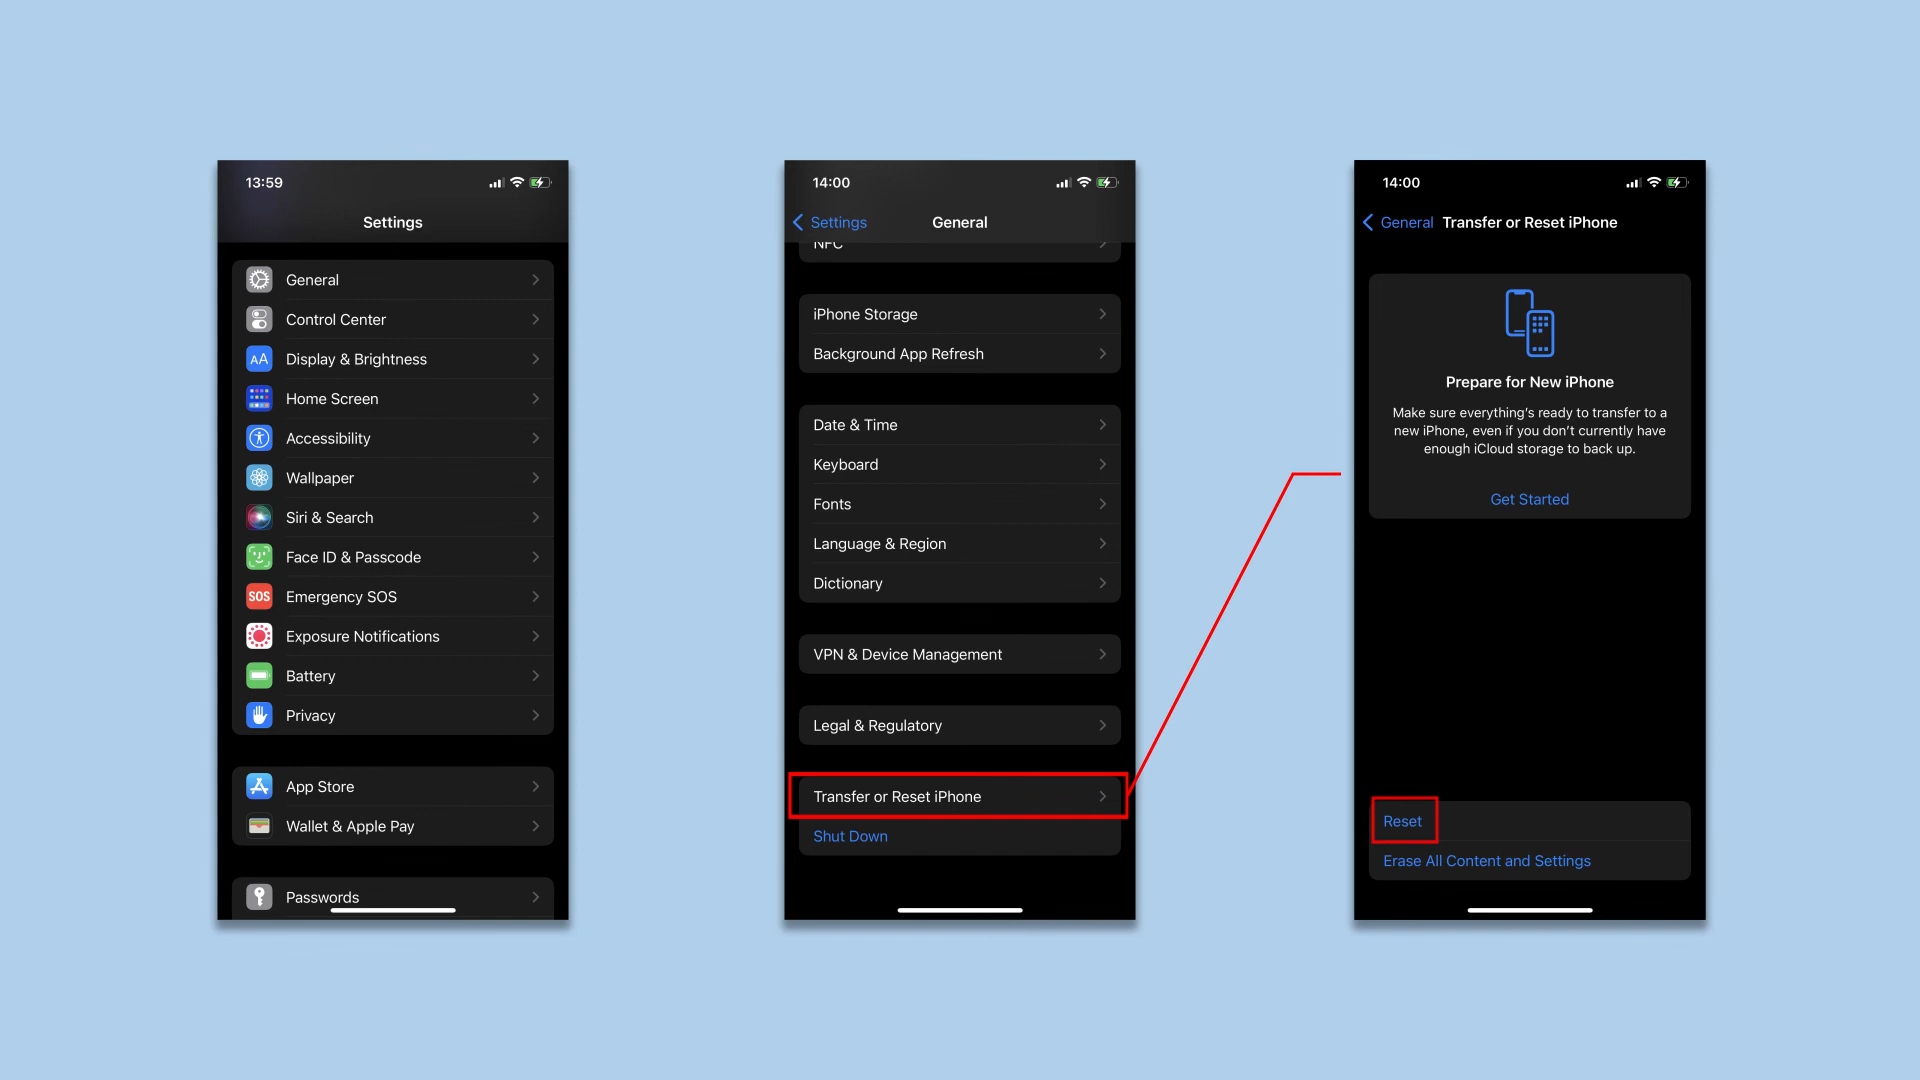 13:59
Settings
General
Control Center
AA
Display & Brightness
Home Screen
Accessibility
Wallpaper
Siri & Search
Face ID & Passcode
SOS
Emergency SOS
Exposure Notifications
Battery
Privacy
App Store
Wallet & Apple Pay
Passwords
14:00
Settings
General
NFC
iPhone Storage
Background App Refresh
Date & Time
Keyboard
Fonts
Language & Region
Dictionary
VPN & Device Management
Legal & Regulatory
Transfer or Reset iPhone
Shut Down
14:00
General
Transfer or Reset iPhone
Prepare for New iPhone
Make sure everything's ready to transfer to a
new iPhone, even if you don't currently have
enough iCloud storage to back up.
Get Started
Reset
Erase All Content and Settings